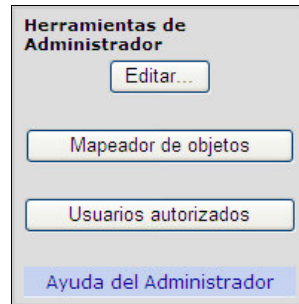 Herramientas de
Administrador
Editar...
Mapeador de objetos
Usuarios autorizados
Ayuda del Administrador